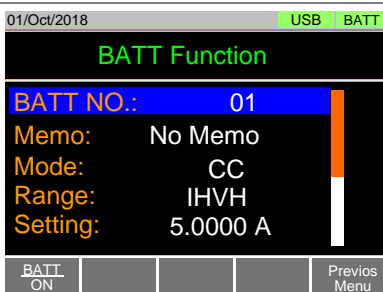 01/Oct/2018 USB BATT
BATT Function
BATT NO.: 01
Memo: No Memo
Mode: CC
Range: IHVH
Setting: 5.0000 A
BATT
ON
Previos
Menu